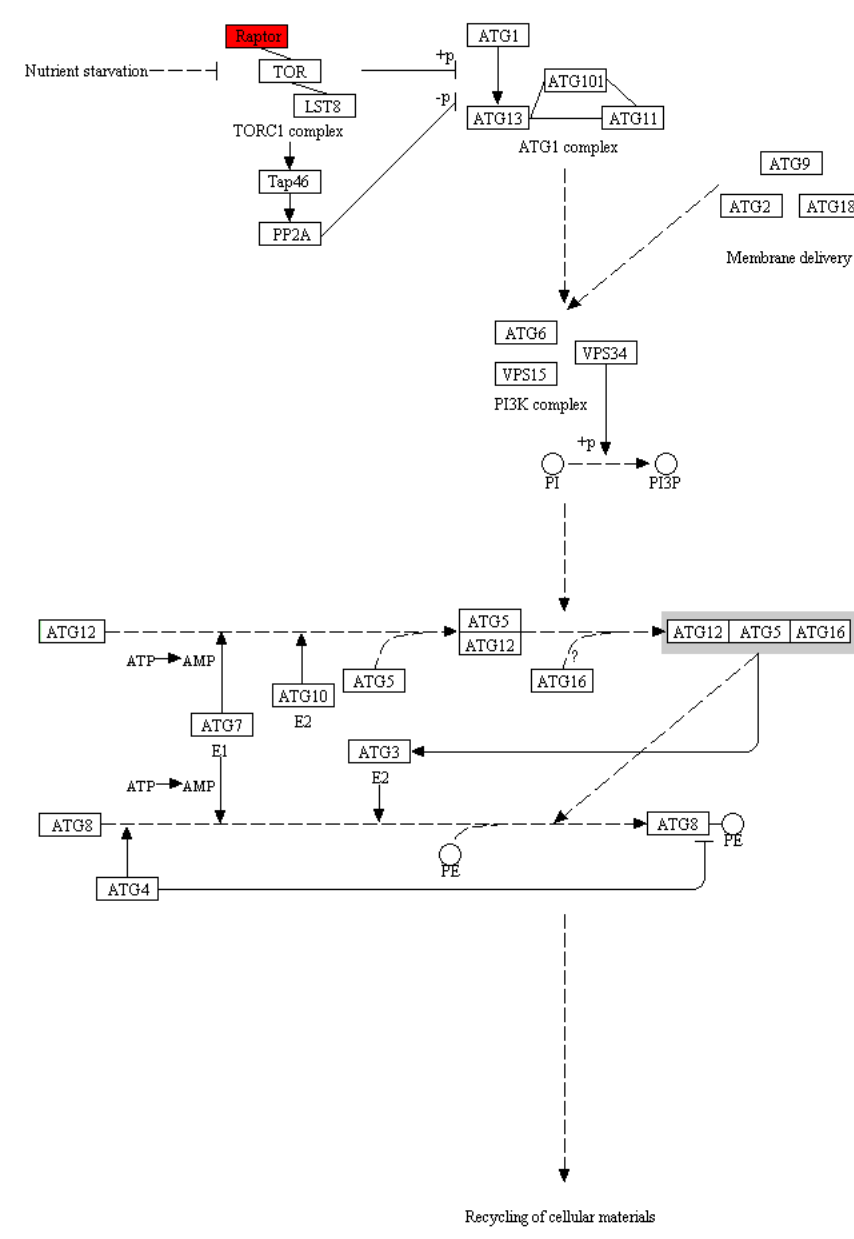 Raptor
ATG1
+p
Nutrient starvation
TOR
ATG101
LST8
-p
ATG13
ATG11
TORC1 complex
ATG1 complex
ATG9
Tap46
ATG2
ATG18
PP2A
Membrane delivery
ATG6
VPS34
VPS15
PI3K complex
+p
PI
PI3P
ATG12
ATG5
ATG12
ATG12
ATG5
ATG16
ATP
AMP
?
ATG5
ATG16
ATG10
E2
ATG7
E1
ATG3
E2
ATP
AMP
ATG8
ATG8
PE
PE
ATG4
Recycling of cellular materials